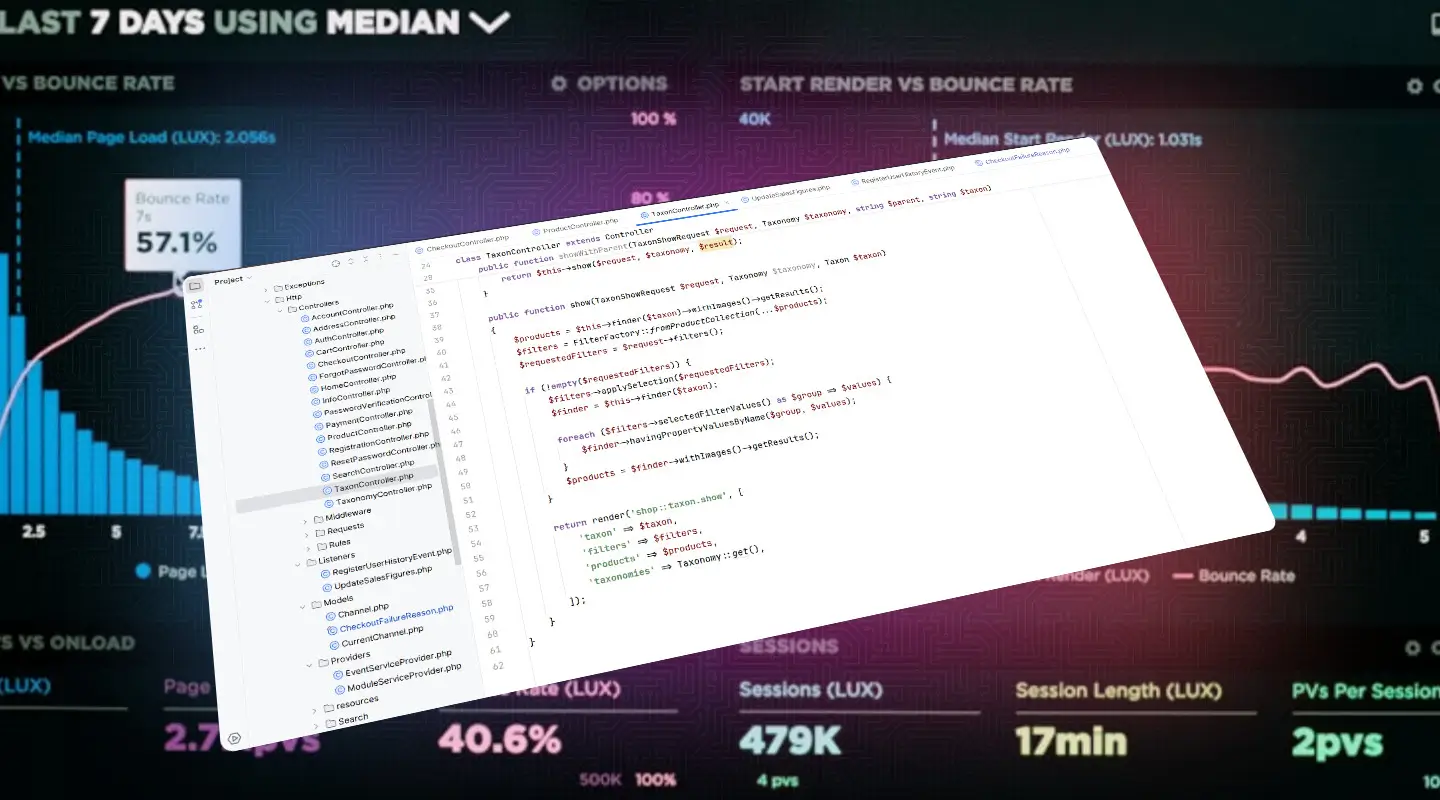 LAST 7 DAYS USING MEDIAN
VS BOUNCE RATE
OPTIONS
START RENDER VS BOUNCE RATE
100 %
40K
Median Page Load (LUX): 2.056s
Median Start Render (LUX): 1.031s
80 %
Bounce Rate
7s
57.1%
2.5
5
7.
4
5
Page L
Render (LUX)
Bounce Rate
CheckoutController.php
ProductController.php
TaxonController.php
UpdateSalesFigures.php
RegisterUserHistoryEvent.php
CheckoutFailureReason.php
Project
Exceptions
Http
Controllers
AccountController.php
AddressController.php
AuthController.php
CartController.php
CheckoutController.php
ForgotPasswordController.p
HomeController.php
InfoController.php
PasswordVerificationControl
PaymentController.php
ProductController.php
RegistrationController.php
ResetPasswordController.ph
SearchController.php
TaxonController.php
TaxonomyController.php
Middleware
Requests
Rules
Listeners
RegisterUserHistoryEvent.php
UpdateSalesFigures.php
Models
Channel.php
CheckoutFailureReason.php
CurrentChannel.php
Providers
EventServiceProvider.php
ModuleServiceProvider.php
resources
Search
24
28
35
36
37
38
39
40
41
42
43
44
45
46
47
48
49
50
51
52
53
54
55
56
57
58
59
60
61
62
class TaxonController extends Controller
public function showWithParent(TaxonShowRequest $request, Taxonomy $taxonomy, string $parent, string $taxon)
return $this->show($request, $taxonomy, $result);
}
public function show(TaxonShowRequest $request, Taxonomy $taxonomy, Taxon $taxon)
{
$products = $this->finder($taxon)->withImages()->getResults();
$filters = FilterFactory::fromProductCollection(...$products);
$requestedFilters = $request->filters();
if (!empty($requestedFilters)) {
$filters->applySelection($requestedFilters);
$finder = $this->finder($taxon);
foreach ($filters->selectedFilterValues() as $group => $values) {
$finder->havingPropertyValuesByName($group, $values);
}
$products = $finder->withImages()->getResults();
}
return render('shop::taxon.show', [
'taxon' => $taxon,
'filters' => $filters,
'products' => $products,
'taxonomies' => Taxonomy::get(),
]);
}
}
S VS ONLOAD
SESSIONS
(LUX)
Page
Rate (LUX)
Sessions (LUX)
Session Length (LUX)
PVs Per Session
2.7
pvs
40.6%
479K
17min
2pvs
500K
100%
4 pvs
10